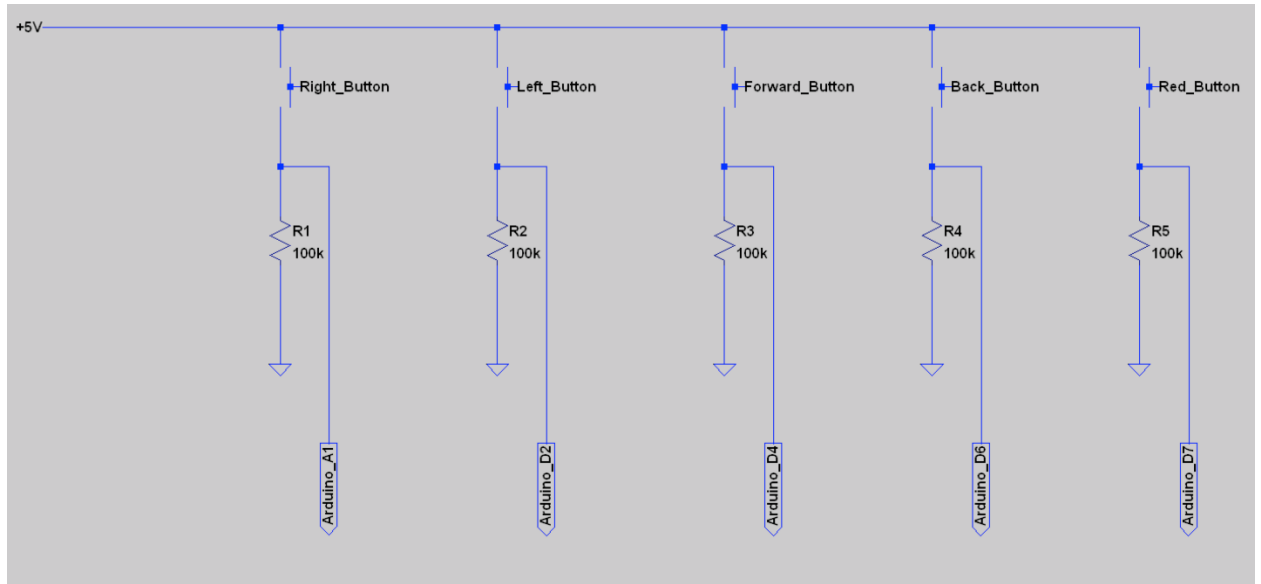 +5V
Right_Button
Left_Button
Forward_Button
Back_Button
Red_Button
R1
100k
R2
100k
R3
100k
R4
100k
R5
100k
Arduino_A1
Arduino_D2
Arduino_D4
Arduino_D6
Arduino_D7